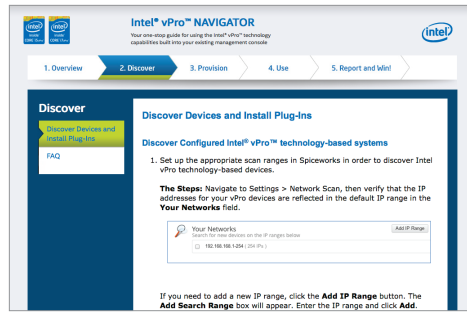 Intel® vPro™ NAVIGATOR
Your one-stop guide for using the Intel® vPro™ technology
capabilities built into your existing management console
inside
CORE i5 vPro
inside
CORE i7 vPro
intel
1. Overview
2. Discover
3. Provision
4. Use
5. Report and Win!
Discover
Discover Devices and
Install Plug-Ins
FAQ
Discover Devices and Install Plug-Ins
Discover Configured Intel® vPro™ technology-based systems
1. Set up the appropriate scan ranges in Spiceworks in order to discover Intel
vPro technology-based devices.
The Steps: Navigate to Settings > Network Scan, then verify that the IP
addresses for your vPro devices are reflected in the default IP range in the
Your Networks field.
Your Networks
Search for new devices on the IP ranges below
Add IP Range
192.168.168.1-254 ( 254 IPs )
If you need to add a new IP range, click the Add IP Range button. The
Add Search Range box will appear. Enter the IP range and click Add.